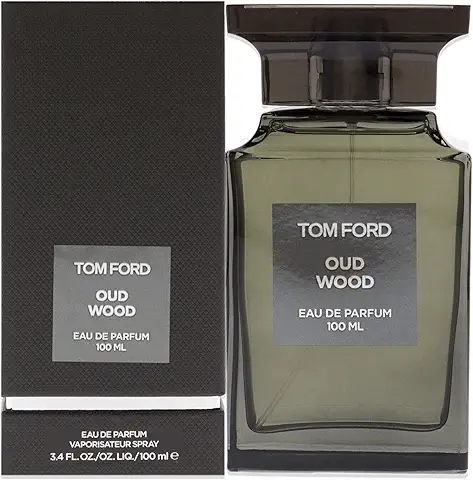 TOM FORD
OUD
WOOD
EAU DE PARFUM
100 ML
EAU DE PARFUM
VAPORISATEUR SPRAY
3.4 FL.OZ./OZ. LIQ./100 ml ℮
TOM FORD
OUD
WOOD
EAU DE PARFUM
100 ML